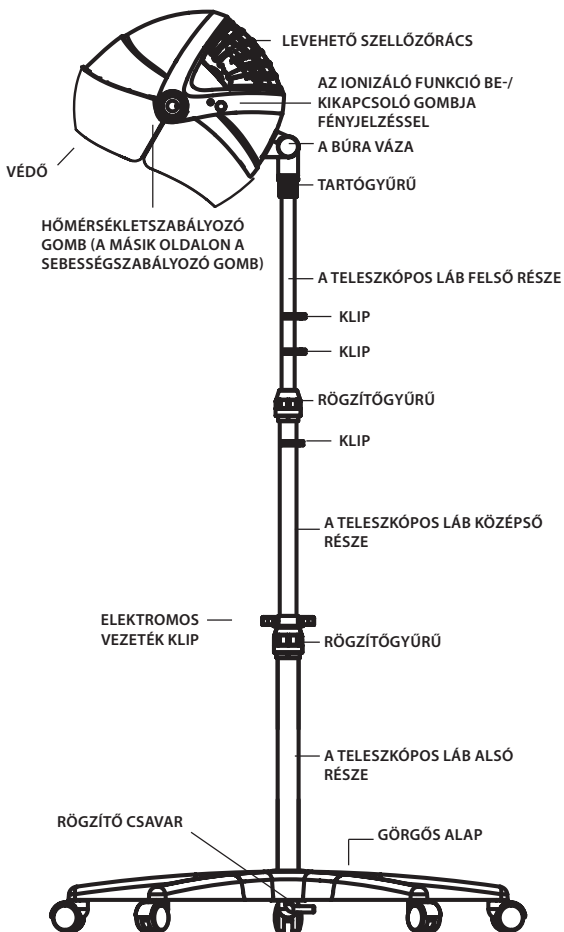 LEVEHETŐ SZELLŐZŐRÁCS
AZ IONIZÁLÓ FUNKCIÓ BE-/
KIKAPCSOLÓ GOMBJA
FÉNYJELZÉSSEL
A BÚRA VÁZA
VÉDŐ
TARTÓGYŰRŰ
HŐMÉRSÉKLETSZABÁLYOZÓ
GOMB (A MÁSIK OLDALON A
SEBESSÉGSZABÁLYOZÓ GOMB)
A TELESZKÓPOS LÁB FELSŐ RÉSZE
KLIP
KLIP
RÖGZÍTŐGYŰRŰ
KLIP
A TELESZKÓPOS LÁB KÖZÉPSŐ
RÉSZE
ELEKTROMOS
VEZETÉK KLIP
RÖGZÍTŐGYŰRŰ
A TELESZKÓPOS LÁB ALSÓ
RÉSZE
RÖGZÍTŐ CSAVAR
GÖRGŐS ALAP